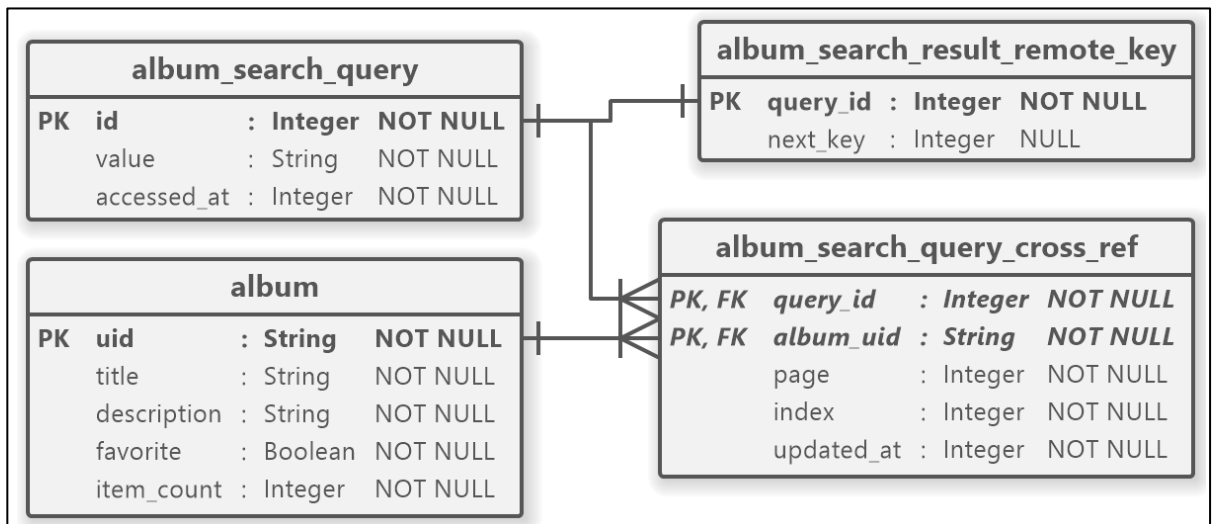 album_search_query
PK id : Integer NOT NULL
value : String NOT NULL
accessed_at : Integer NOT NULL
album_search_result_remote_key
PK query_id : Integer NOT NULL
next_key : Integer NULL
album
PK uid : String NOT NULL
title : String NOT NULL
description : String NOT NULL
favorite : Boolean NOT NULL
item_count : Integer NOT NULL
album_search_query_cross_ref
PK, FK query_id : Integer NOT NULL
PK, FK album_uid : String NOT NULL
page : Integer NOT NULL
index : Integer NOT NULL
updated_at : Integer NOT NULL